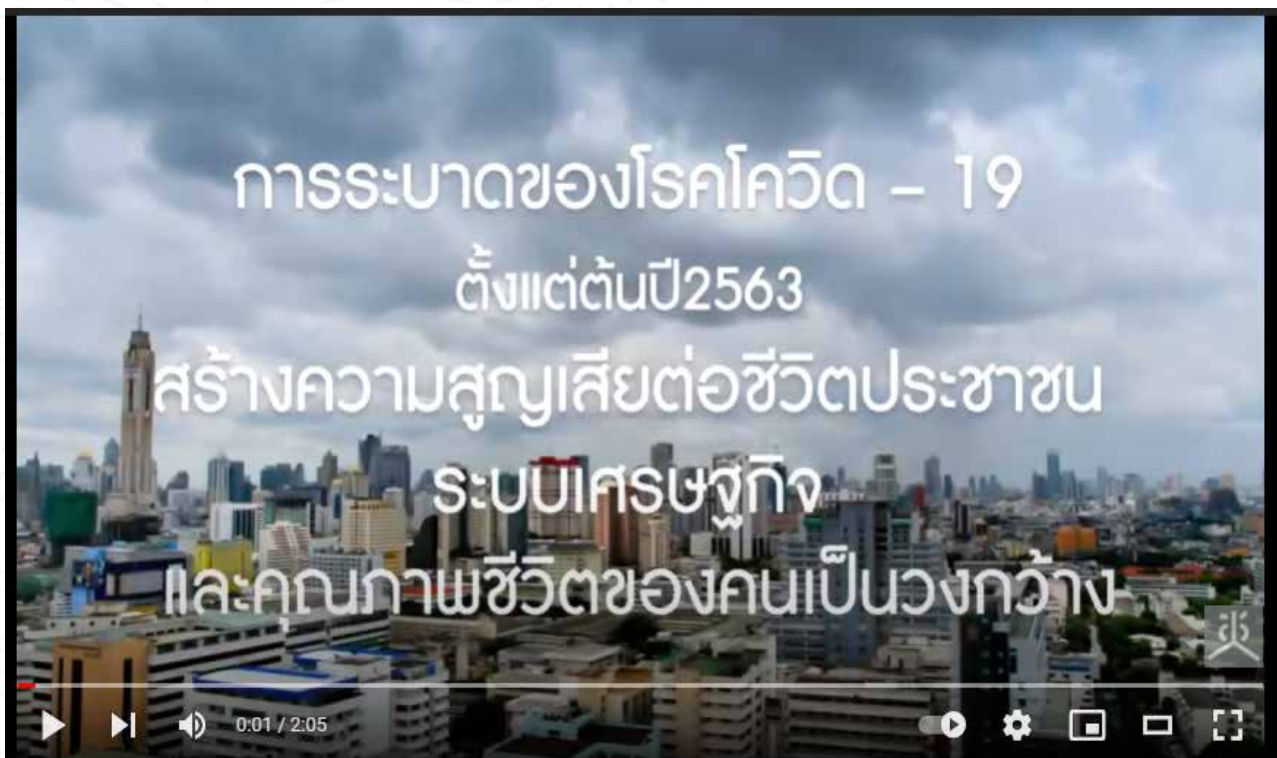 การระบาดของโรคโควิด – 19
ตั้งแต่ต้นปี2563
สร้างความสูญเสียต่อชีวิตประชาชน
ระบบเศรษฐกิจ
และคุณภาพชีวิตของคนเป็นวงกว้าง
0:01 / 2:05